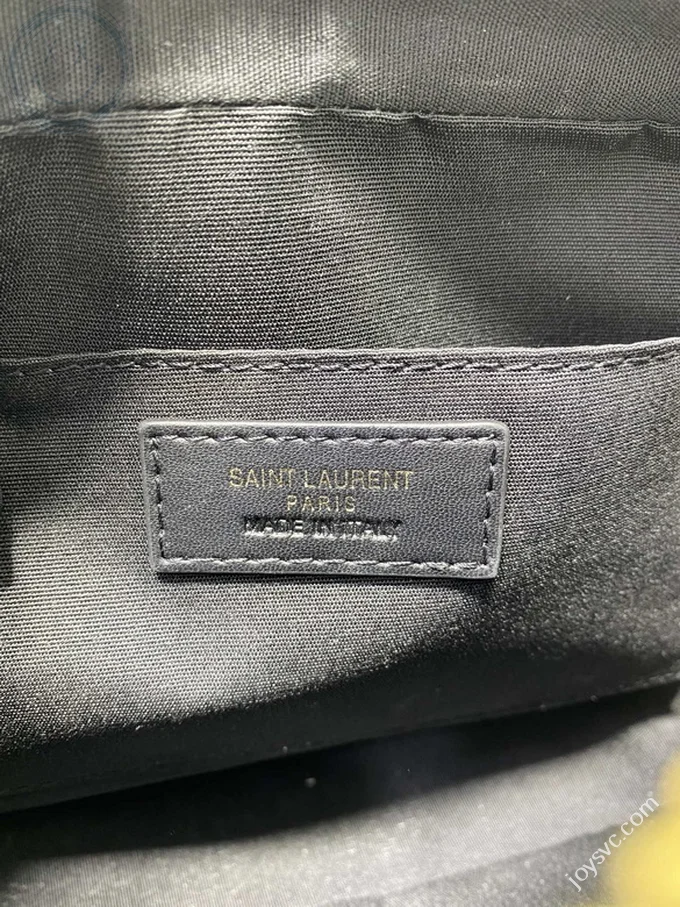 SAINT LAURENT
PARIS
MADE IN ITALY
joysvc.com